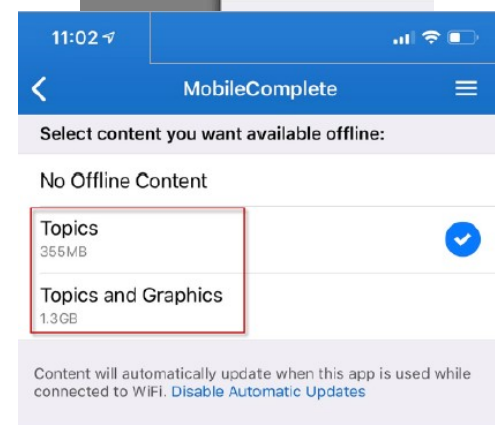 11:02
MobileComplete
Select content you want available offline:
No Offline Content
Topics
355MB
Topics and Graphics
1.3GB
Content will automatically update when this app is used while
connected to WiFi. Disable Automatic Updates